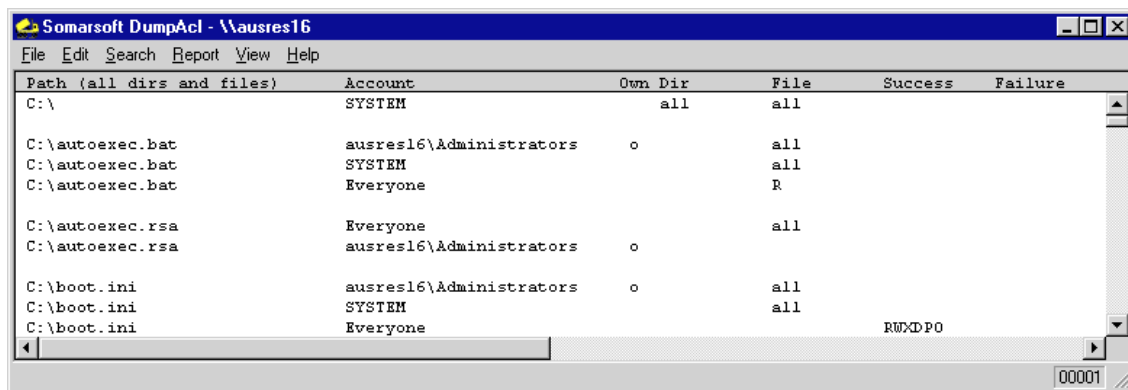 Somarsoft DumpAcl - \\ausres16
File Edit Search Report View Help
Path (all dirs and files) Account Own Dir File Success Failure
C:\ SYSTEM all all
C:\autoexec.bat ausres16\Administrators o all
C:\autoexec.bat SYSTEM all
C:\autoexec.bat Everyone R
C:\autoexec.rsa Everyone all
C:\autoexec.rsa ausres16\Administrators o
C:\boot.ini ausres16\Administrators o all
C:\boot.ini SYSTEM all
C:\boot.ini Everyone RWXDPO
00001